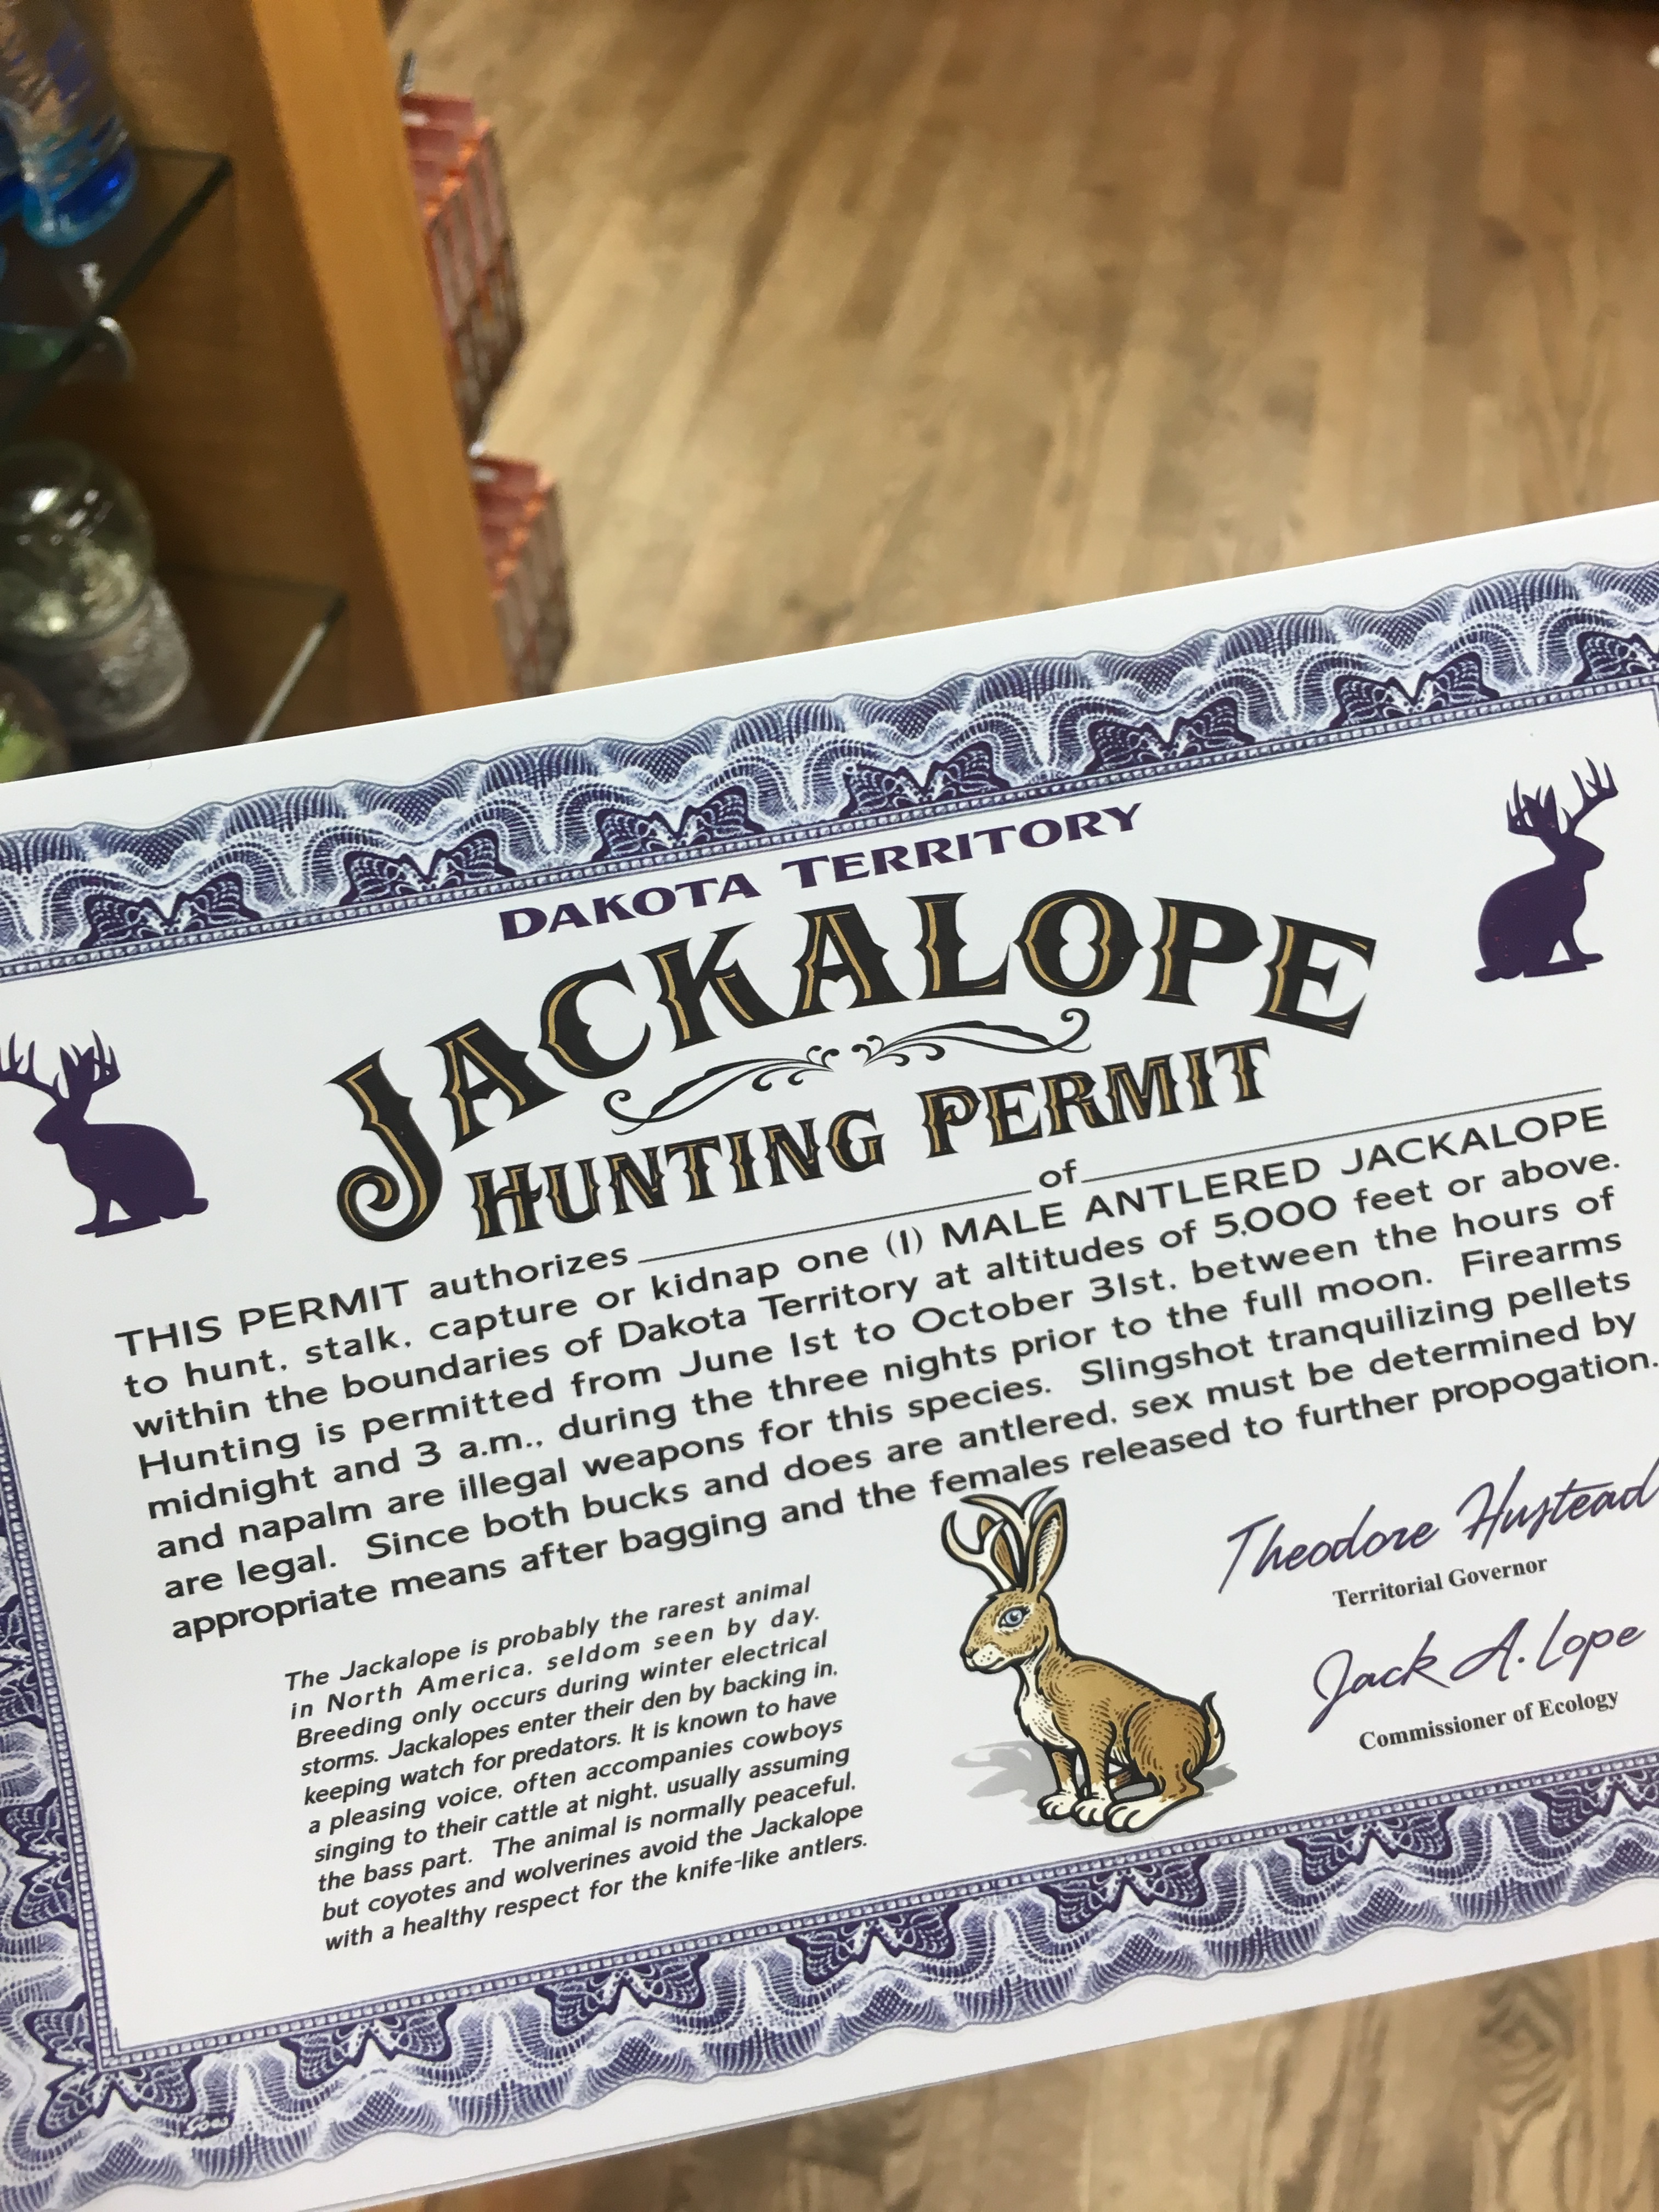 DAKOTA TERRITORY
JACKALOPE
HUNTING PERMIT
THIS PERMIT authorizes of
to hunt, stalk, capture or kidnap one (1) MALE ANTLERED JACKALOPE
within the boundaries of Dakota Territory at altitudes of 5,000 feet or above.
Hunting is permitted from June 1st to October 31st, between the hours of
midnight and 3 a.m., during the three nights prior to the full moon. Firearms
and napalm are illegal weapons for this species. Slingshot tranquilizing pellets
are legal. Since both bucks and does are antlered, sex must be determined by
appropriate means after bagging and the females released to further propogation.
The Jackalope is probably the rarest animal
in North America, seldom seen by day.
Breeding only occurs during winter electrical
storms. Jackalopes enter their den by backing in,
keeping watch for predators. It is known to have
a pleasing voice, often accompanies cowboys
singing to their cattle at night, usually assuming
the bass part. The animal is normally peaceful,
but coyotes and wolverines avoid the Jackalope
with a healthy respect for the knife-like antlers.
Theodore Hustead
Territorial Governor
Jack A. Lope
Commissioner of Ecology
Goes